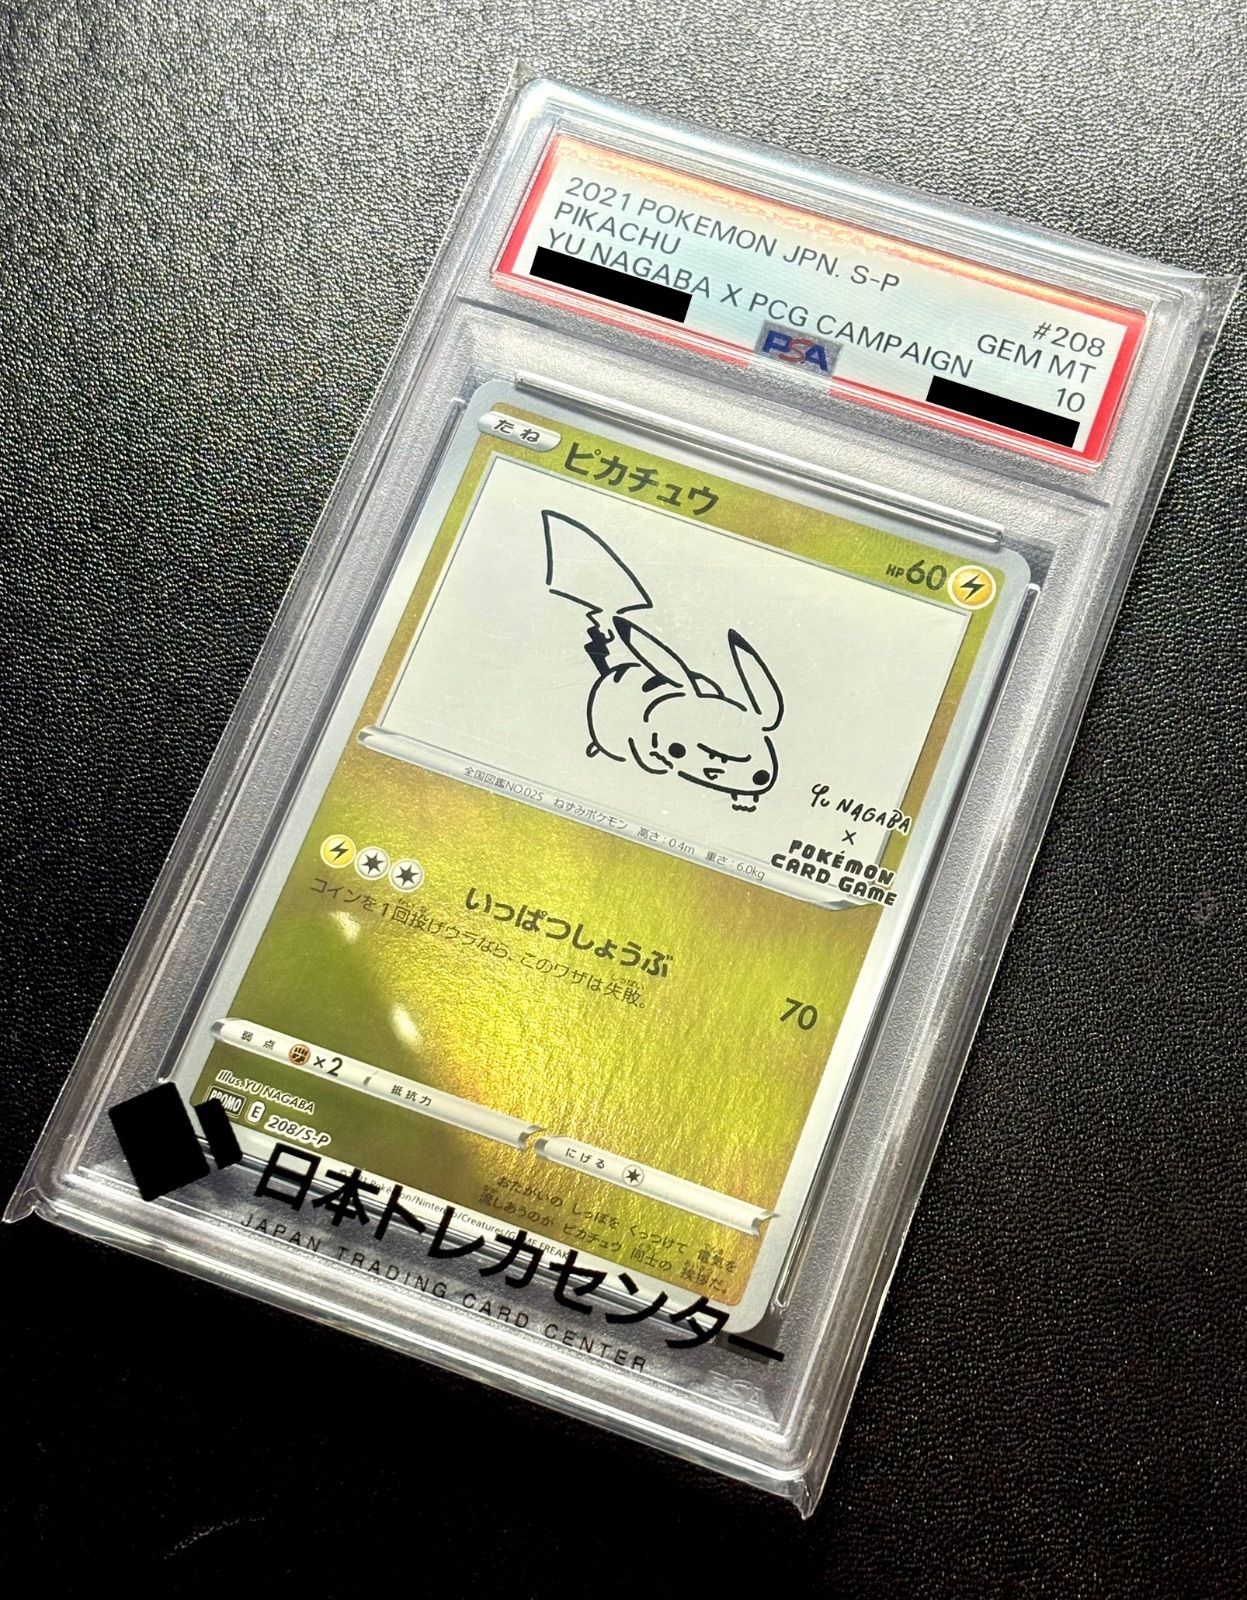 2021 POKEMON JPN. S-P #208
PIKACHU GEM MT
YU NAGABA X PCG CAMPAIGN 10
PSA
たね ピカチュウ HP60
Yu NAGABA
×
POKÉMON
CARD GAME
全国図鑑NO.025 ねずみポケモン 高さ:0.4m 重さ:6.0kg
いっぱつしょうぶ 70
コインを1回投げウラなら、このワザは失敗。
弱点 ×2 抵抗力 にげる
Illus.YU NAGABA
PROMO E 208/S-P
おたがいの しっぽを くっつけて 電気を
流しあうのが ピカチュウ 同士の 挨拶だ。
Pokémon/Nintendo/Creatures/GAME FREAK
日本トレカセンター
JAPAN TRADING CARD CENTER
PSA